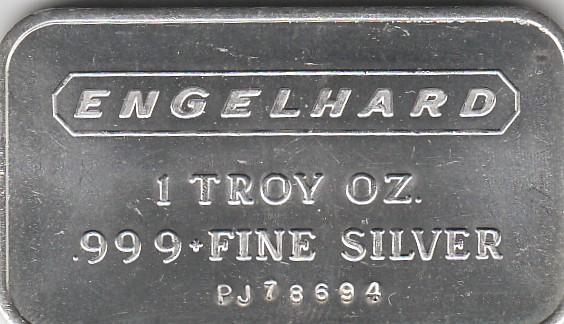 ENGELHARD
1 TROY OZ.
.999+FINE SILVER
PJ78694